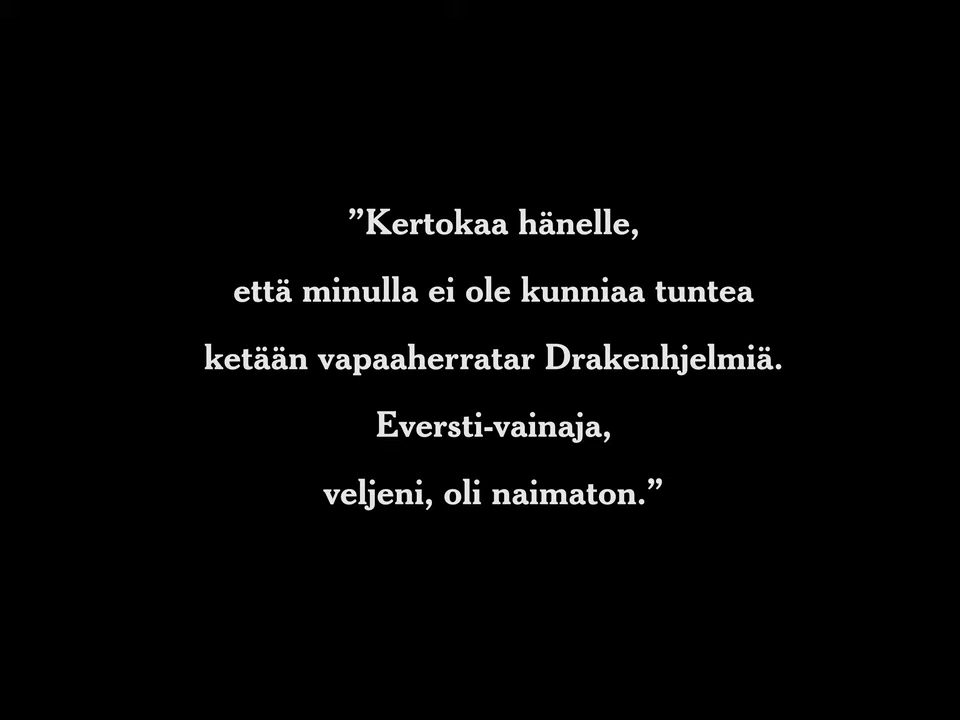 ”Kertokaa hänelle,
että minulla ei ole kunniaa tuntea
ketään vapaaherratar Drakenhjelmiä.
Eversti-vainaja,
veljeni, oli naimaton.”